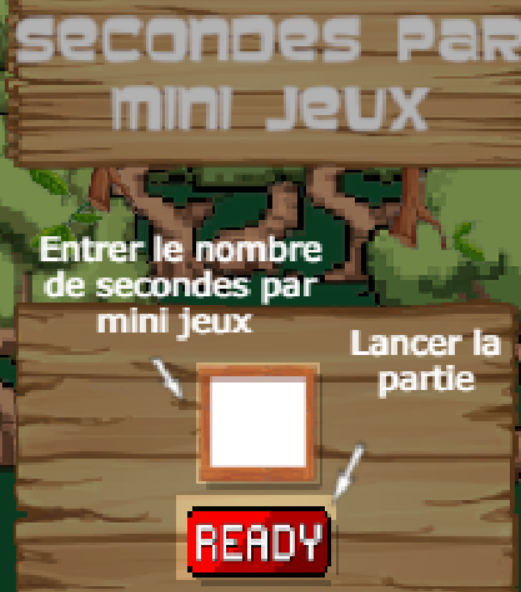 SECONDES PAR
MINI JEUX
Entrer le nombre
de secondes par
mini jeux
Lancer la
partie
READY